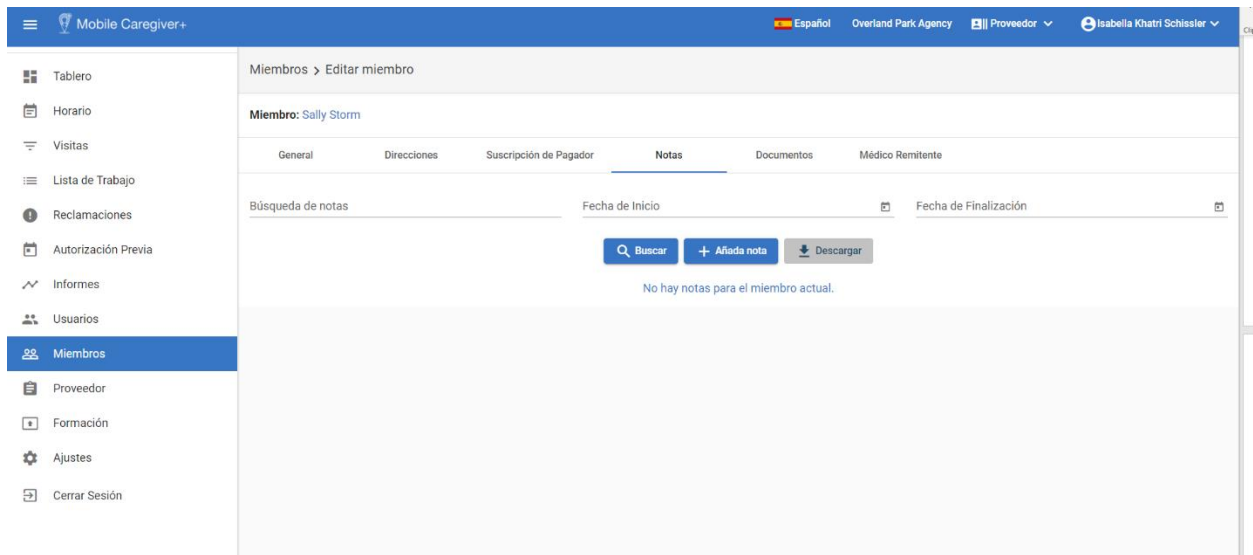 Mobile Caregiver+
Español Overland Park Agency Proveedor Isabella Khatri Schissler
Tablero
Horario
Visitas
Lista de Trabajo
Reclamaciones
Autorización Previa
Informes
Usuarios
Miembros
Proveedor
Formación
Ajustes
Cerrar Sesión
Miembros > Editar miembro
Miembro: Sally Storm
General Direcciones Suscripción de Pagador Notas Documentos Médico Remitente
Búsqueda de notas Fecha de Inicio Fecha de Finalización
Buscar + Añada nota Descargar
No hay notas para el miembro actual.